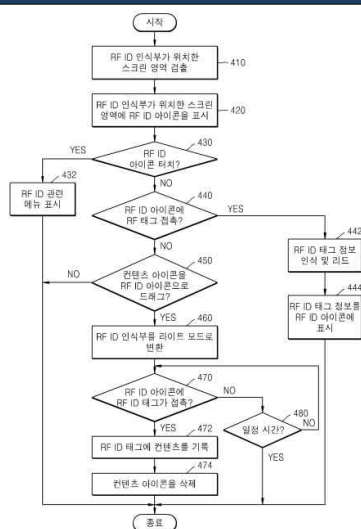 시작
RF ID 인식부가 위치한
스크린 영역 검출
410
RF ID 인식부가 위치한 스크린
영역에 RF ID 아이콘을 표시
420
430
YES
RF ID
아이콘 터치?
432
NO
RF ID 관련
메뉴 표시
440
RF ID 아이콘에
RF 태그 접촉?
YES
442
NO
450
RF ID 태그 정보
인식 및 리드
NO
컨텐츠 아이콘을
RF ID 아이콘으로
드래그?
444
RF ID 태그 정보를
RF ID 아이콘에
표시
YES
460
RF ID 인식부를 라이트 모드로
변환
470
RF ID 아이콘에
RF ID 태그가 접촉?
NO
480
YES
472
일정 시간?
NO
RF ID 태그에 컨텐츠를 기록
474
YES
컨텐츠 아이콘을 삭제
종료